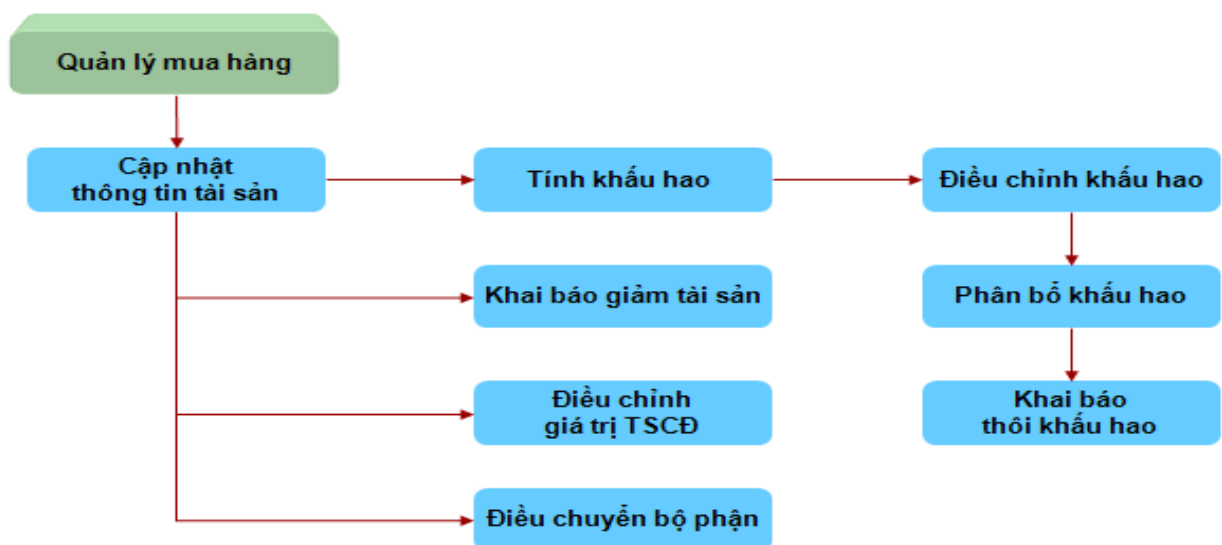 Quản lý mua hàng
Cập nhật
thông tin tài sản
Tính khấu hao
Điều chỉnh khấu hao
Khai báo giảm tài sản
Phân bổ khấu hao
Điều chỉnh
giá trị TSCĐ
Khai báo
thôi khấu hao
Điều chuyển bộ phận